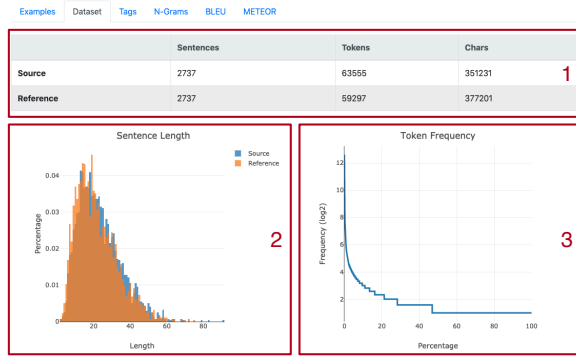 Examples Dataset Tags N-Grams BLEU METEOR
Sentences Tokens Chars
Source 2737 63555 351231
1
Reference 2737 59297 377201
Sentence Length
Source
Reference
0.04
0.03
0.02
0.01
0
Percentage
20 40 60 80
Length
2
Token Frequency
12
10
8
6
4
2
Frequency (log2)
0 20 40 60 80 100
Percentage
3